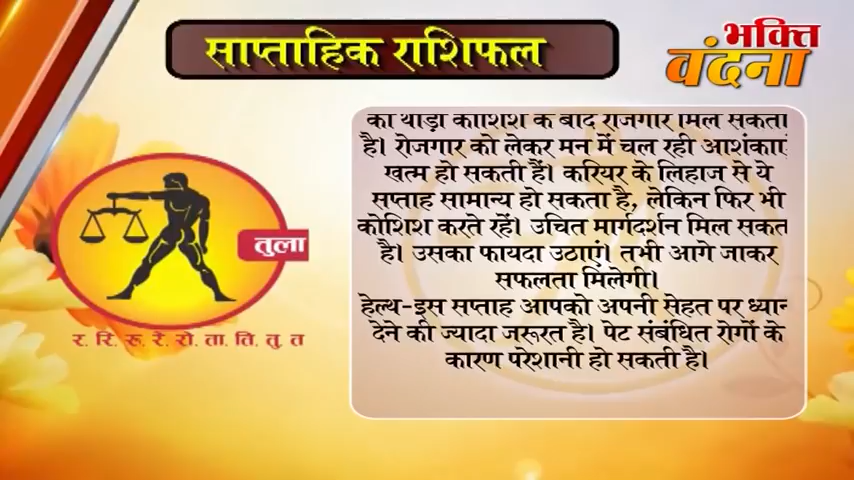 साप्ताहिक राशिफल
भक्ति
वंदना
तुला
र. रि. रू. रे. रो. ता. ति. तु. त
की थोड़ी कोशिश के बाद रोजगार मिल सकता
है। रोजगार को लेकर मन में चल रही आशंकाएं
खत्म हो सकती हैं। करियर के लिहाज से ये
सप्ताह सामान्य हो सकता है, लेकिन फिर भी
कोशिश करते रहें। उचित मार्गदर्शन मिल सकता
है। उसका फायदा उठाएं। तभी आगे जाकर
सफलता मिलेगी।
हेल्थ-इस सप्ताह आपको अपनी सेहत पर ध्यान
देने की ज्यादा जरूरत है। पेट संबंधित रोगों के
कारण परेशानी हो सकती है।